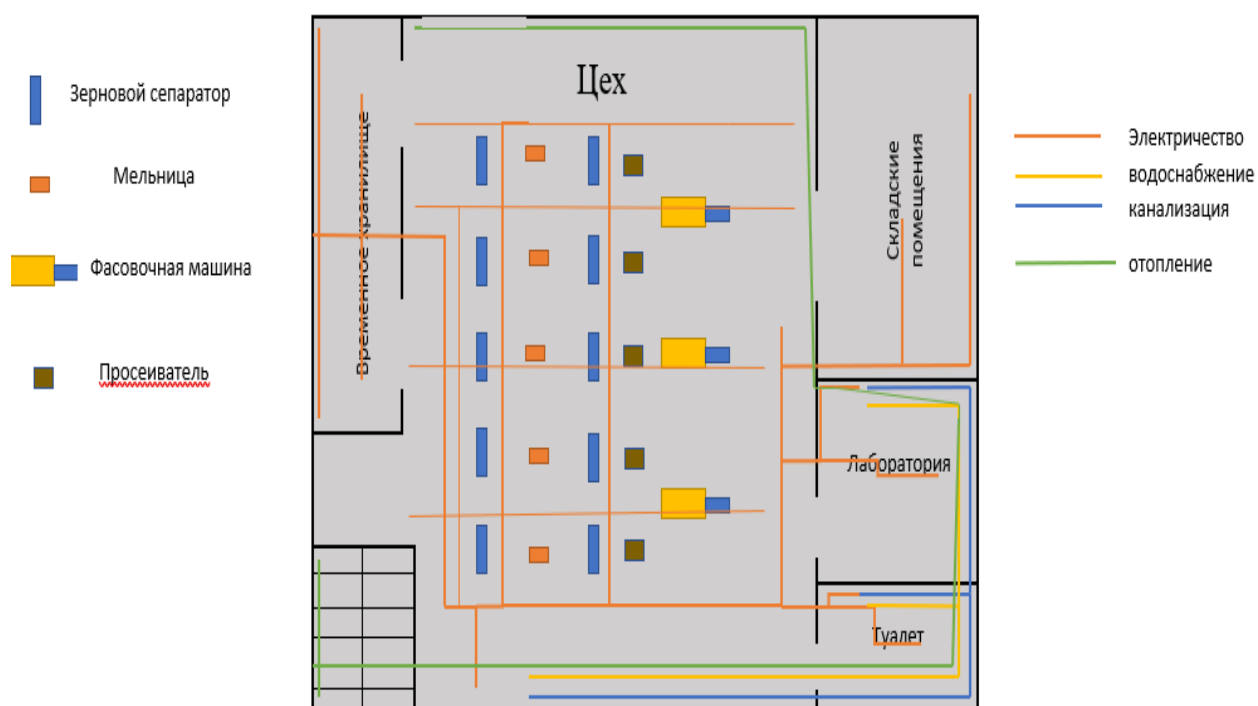 Зерновой сепаратор
Мельница
Фасовочная машина
Просеиватель
Цех
Временное хранилище
Складские
помещения
Лаборатория
Туалет
Электричество
водоснабжение
канализация
отопление